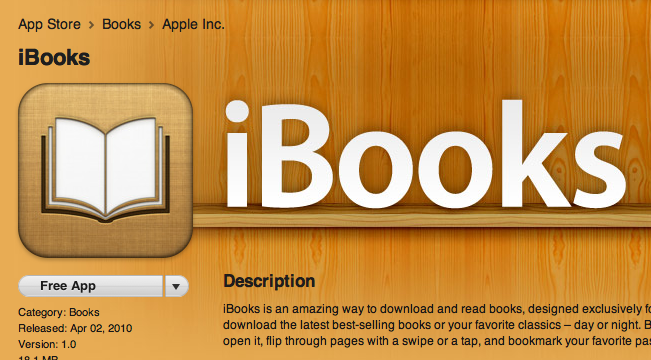 App Store > Books > Apple Inc.
iBooks
iBooks
Free App
Category: Books
Released: Apr 02, 2010
Version: 1.0
18.1 MB
Description
iBooks is an amazing way to download and read books, designed exclusively
download the latest best-selling books or your favorite classics – day or night.
open it, flip through pages with a swipe or a tap, and bookmark your favorite